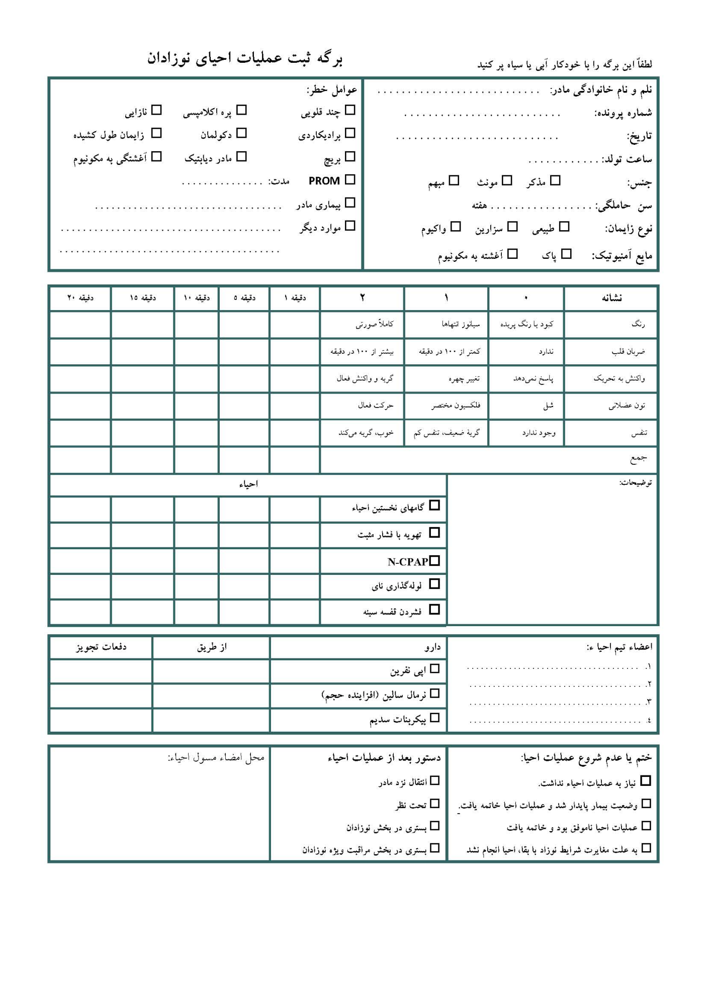 برگه ثبت عملیات احیای نوزادان
لطفاً این برگه را با خودکار آبی یا سیاه پر کنید
نلم و نام خانوادگی مادر: . . . . . . . . . . . . . . . . . . . . . . . . . . .
شماره پرونده: . . . . . . . . . . . . . . . . . . . . . . . . . .
تاریخ: . . . . . . . . . . . . . . . . . . . . . . . . . . .
ساعت تولد: . . . . . . . . . . . .
جنس: □ مذکر □ مونث □ مبهم
سن حاملگی: . . . . . . . . . . . . . . . . . هفته
نوع زایمان: □ طبیعی □ سزارین □ واکیوم
مایع آمنیوتیک: □ پاک □ آغشته به مکونیوم
عوامل خطر:
□ چند قلویی □ پره اکلامپسی □ نازایی
□ برادیکاردی □ دکولمان □ زایمان طول کشیده
□ بریچ □ مادر دیابتیک □ آغشتگی به مکونیوم
□ PROM مدت: . . . . . . . . . . . . . . .
□ بیماری مادر . . . . . . . . . . . . . . . . . . . . . . . . . . . . . . . . . .
□ موارد دیگر . . . . . . . . . . . . . . . . . . . . . . . . . . . . . . . . . . . . . . . .
. . . . . . . . . . . . . . . . . . . . . . . . . . . . . . . . . . . . . . . .
نشانه ۰ ۱ ۲ دقیقه ۱ دقیقه ۵ دقیقه ۱۰ دقیقه ۱۵ دقیقه ۲۰
رنگ کبود یا رنگ پریده سیانوز انتهاها کاملاً صورتی
ضربان قلب ندارد کمتر از ۱۰۰ در دقیقه بیشتر از ۱۰۰ در دقیقه
واکنش به تحریک پاسخ نمی‌دهد تغییر چهره گریه و واکنش فعال
تون عضلانی شل فلکسیون مختصر حرکت فعال
تنفس وجود ندارد گریهٔ ضعیف، تنفس کم خوب، گریه می‌کند
جمع
توضیحات:
احیاء
□ گامهای نخستین احیاء
□ تهویه با فشار مثبت
□ N-CPAP
□ لوله‌گذاری نای
□ فشردن قفسه سینه
اعضاء تیم احیا ء:
۱. . . . . . . . . . . . . . . . . . . . . . . . . . . . . . . . . . . . .
۲. . . . . . . . . . . . . . . . . . . . . . . . . . . . . . . . . . . . .
۳. . . . . . . . . . . . . . . . . . . . . . . . . . . . . . . . . . . . .
٤. . . . . . . . . . . . . . . . . . . . . . . . . . . . . . . . . . . . .
دارو از طریق دفعات تجویز
□ اپی نفرین
□ نرمال سالین (افزاینده حجم)
□ بیکربنات سدیم
ختم یا عدم شروع عملیات احیا:
□ نیاز به عملیات احیاء نداشت.
□ وضعیت بیمار پایدار شد و عملیات احیا خاتمه یافت.
□ عملیات احیا ناموفق بود و خاتمه یافت
□ به علت مغایرت شرایط نوزاد با بقا، احیا انجام نشد
دستور بعد از عملیات احیاء
□ انتقال نزد مادر
□ تحت نظر
□ بستری در بخش نوزادان
□ بستری در بخش مراقبت ویژه نوزادان
محل امضاء مسول احیاء: